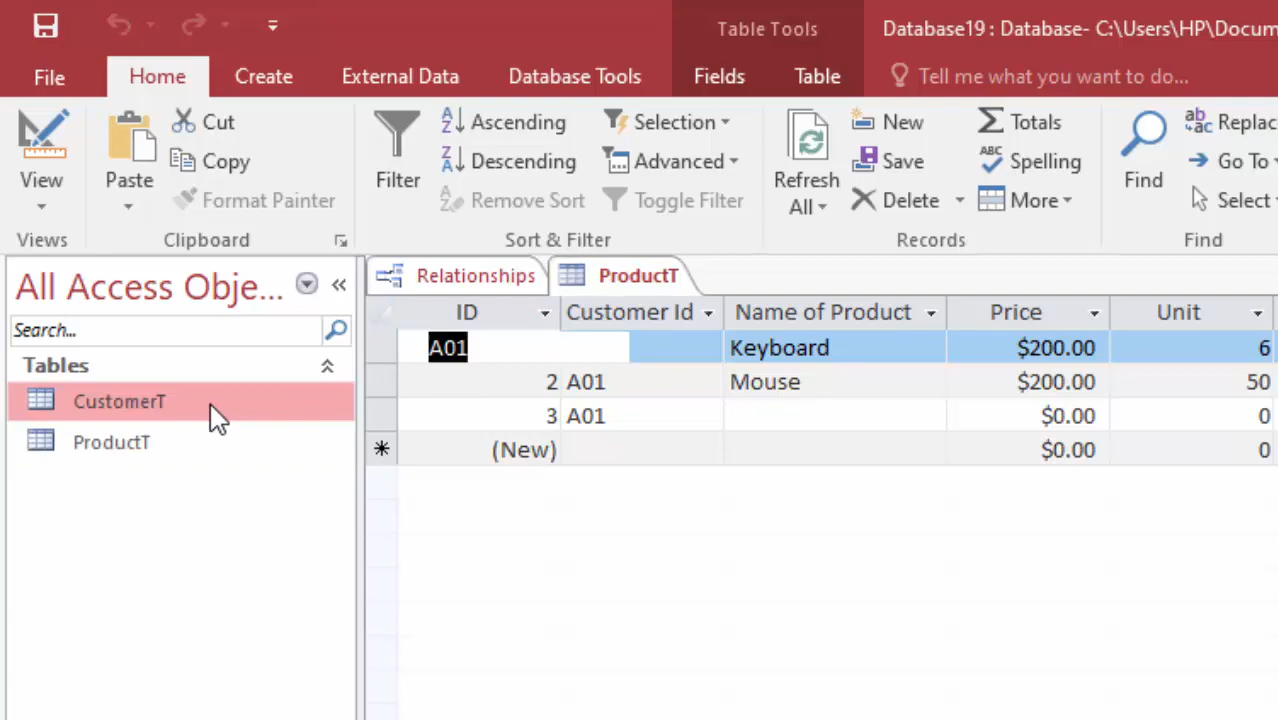 Table Tools
Database19 : Database- C:\Users\HP\Docum
File
Home
Create
External Data
Database Tools
Fields
Table
Tell me what you want to do...
View
Views
Paste
Cut
Copy
Format Painter
Clipboard
Filter
Ascending
Descending
Remove Sort
Selection
Advanced
Toggle Filter
Sort & Filter
Refresh
All
New
Save
Delete
Totals
Spelling
More
Records
Find
Replac
Go To
Select
Find
All Access Obje...
Search...
Tables
CustomerT
ProductT
Relationships
ProductT
ID Customer Id Name of Product Price Unit
A01 Keyboard $200.00 6
2 A01 Mouse $200.00 50
3 A01 $0.00 0
(New) $0.00 0